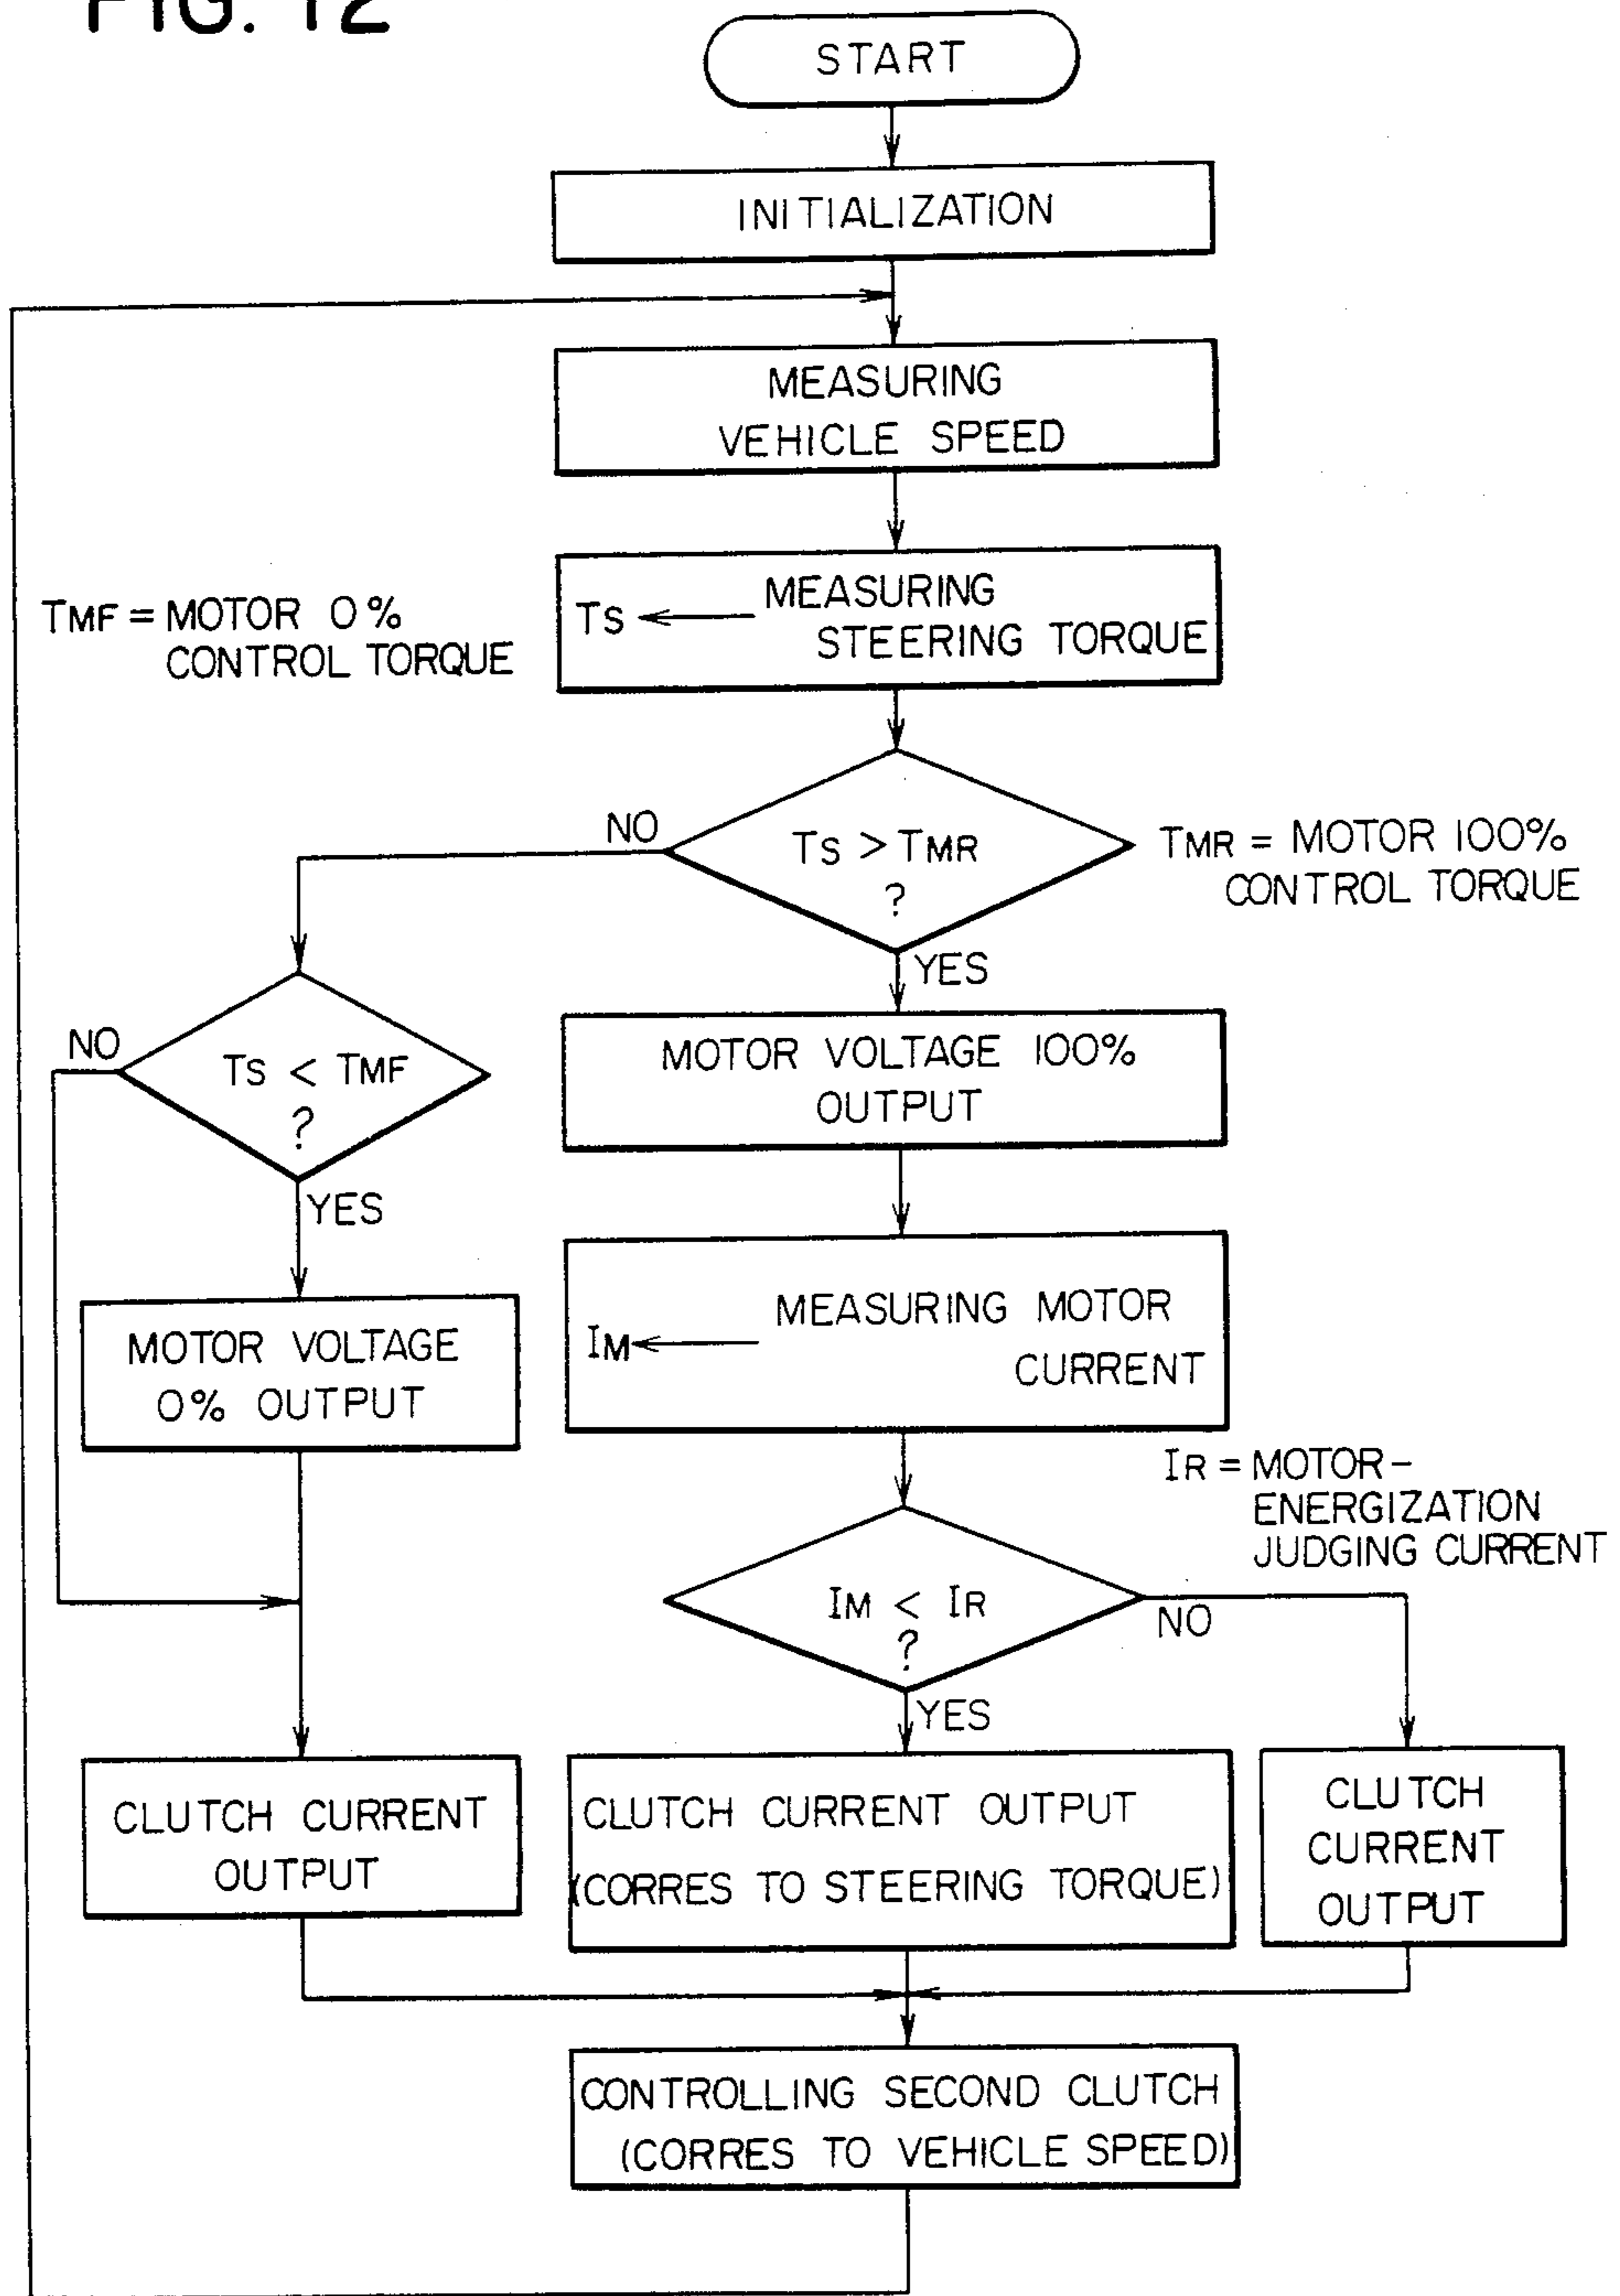 FIG. 12
START
INITIALIZATION
MEASURING
VEHICLE SPEED
TMF = MOTOR 0%
CONTROL TORQUE
TS ← MEASURING
STEERING TORQUE
NO
TS > TMR
?
TMR = MOTOR 100%
CONTROL TORQUE
YES
NO
TS < TMF
?
YES
MOTOR VOLTAGE 100%
OUTPUT
MOTOR VOLTAGE
0% OUTPUT
IM ← MEASURING MOTOR
CURRENT
IR = MOTOR-
ENERGIZATION
JUDGING CURRENT
IM < IR
?
NO
YES
CLUTCH CURRENT
OUTPUT
CLUTCH CURRENT OUTPUT
(CORRES TO STEERING TORQUE)
CLUTCH
CURRENT
OUTPUT
CONTROLLING SECOND CLUTCH
(CORRES TO VEHICLE SPEED)